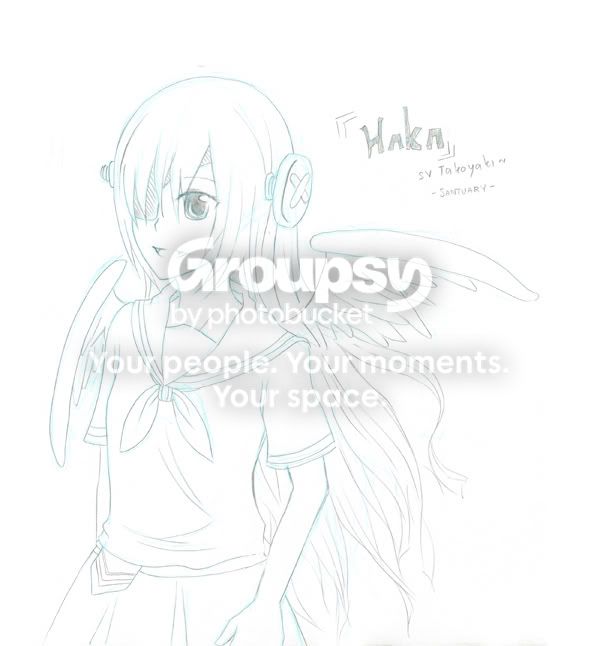 『Haka』
SV Takoyaki~
- SANTUARY -
Groupsy
by photobucket
Your people. Your moments.
Your space.